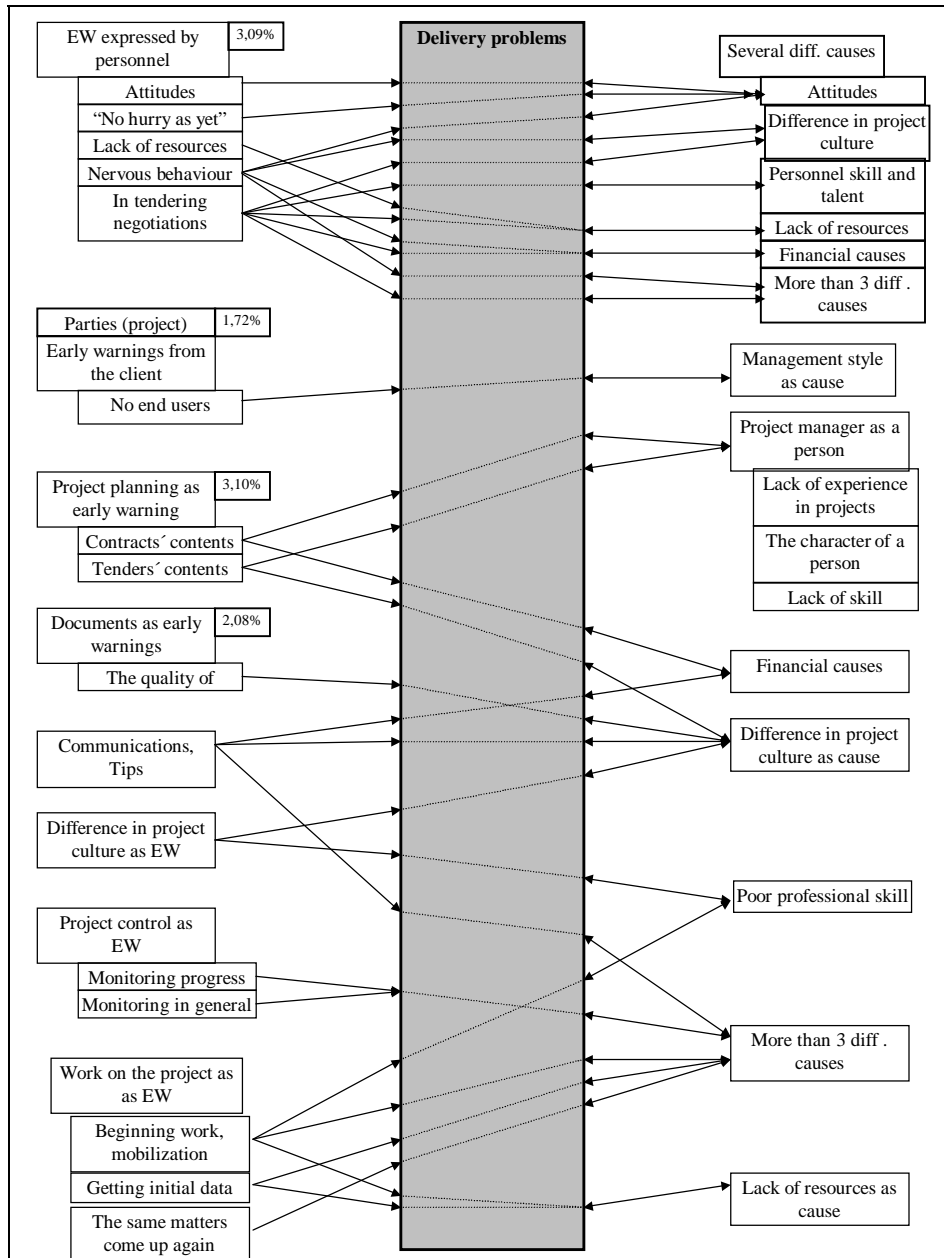 EW expressed by
personnel
3,09%
Attitudes
“No hurry as yet”
Lack of resources
Nervous behaviour
In tendering
negotiations
Parties (project)
1,72%
Early warnings from
the client
No end users
Project planning as
early warning
3,10%
Contracts´ contents
Tenders´ contents
Documents as early
warnings
2,08%
The quality of
Communications,
Tips
Difference in project
culture as EW
Project control as
EW
Monitoring progress
Monitoring in general
Work on the project as
as EW
Beginning work,
mobilization
Getting initial data
The same matters
come up again
Delivery problems
Several diff. causes
Attitudes
Difference in project
culture
Personnel skill and
talent
Lack of resources
Financial causes
More than 3 diff .
causes
Management style
as cause
Project manager as a
person
Lack of experience
in projects
The character of a
person
Lack of skill
Financial causes
Difference in project
culture as cause
Poor professional skill
More than 3 diff .
causes
Lack of resources as
cause